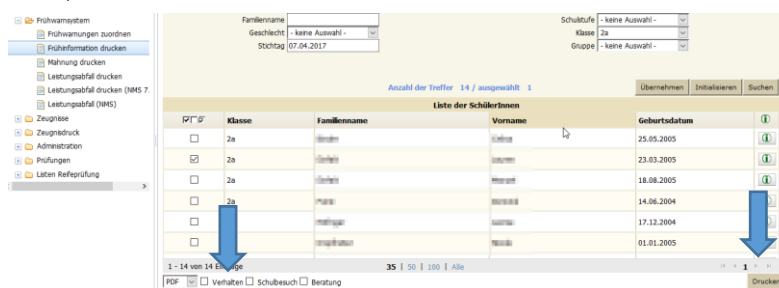 Frühwarnsystem
Frühwarnungen zuordnen
Frühinformation drucken
Mahnung drucken
Leistungsabfall drucken
Leistungsabfall drucken (NMS 7.
Leistungsabfall (NMS)
Zeugnisse
Zeugnisdruck
Administration
Prüfungen
Listen Reifeprüfung
Familienname
Schulstufe - keine Auswahl -
Geschlecht - keine Auswahl -
Klasse 2a
Stichtag 07.04.2017
Gruppe - keine Auswahl -
Anzahl der Treffer 14 / ausgewählt 1
Übernehmen Initialisieren Suchen
Liste der SchülerInnen
Klasse Familienname Vorname Geburtsdatum
2a 25.05.2005
2a 23.03.2005
2a 18.08.2005
2a 14.06.2004
2a 17.12.2004
2a 01.01.2005
1 - 14 von 14 35 | 50 | 100 | Alle 1
PDF Verhalten Schulbesuch Beratung Drucken